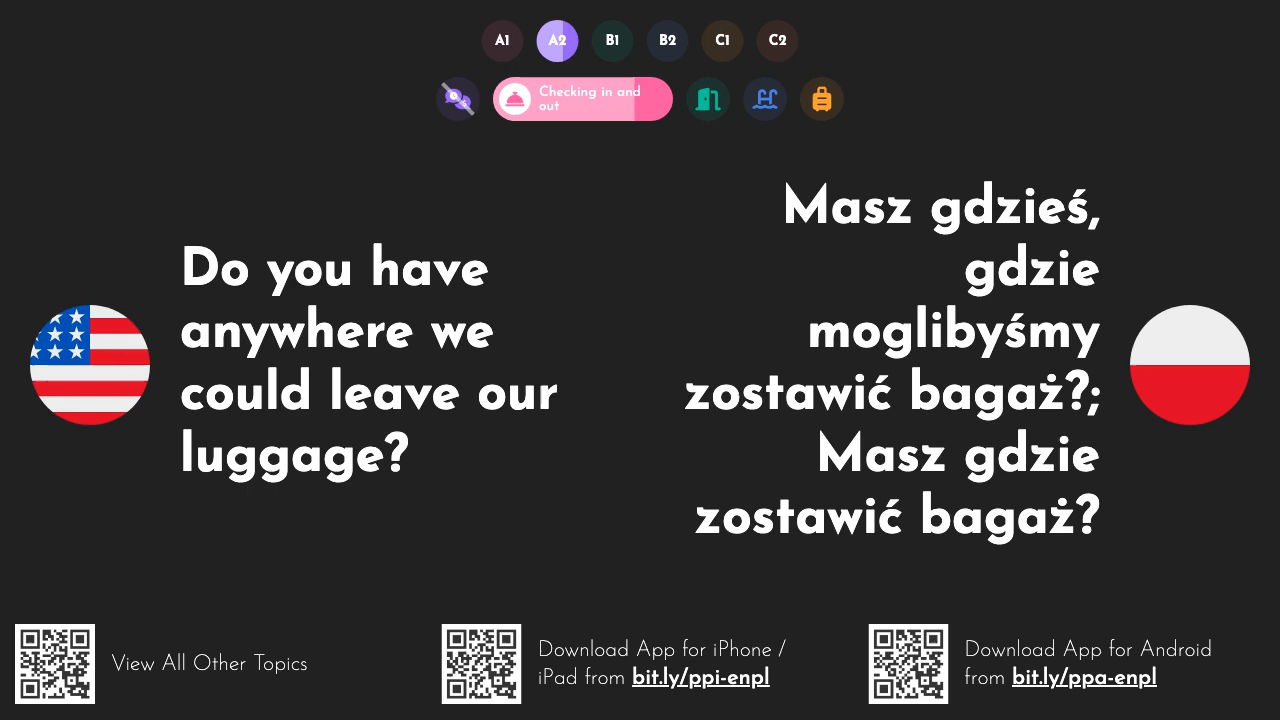 A1 A2 B1 B2 C1 C2
Checking in and
out
Do you have
anywhere we
could leave our
luggage?
Masz gdzieś,
gdzie
moglibyśmy
zostawić bagaż?;
Masz gdzie
zostawić bagaż?
View All Other Topics
Download App for iPhone /
iPad from bit.ly/ppi-enpl
Download App for Android
from bit.ly/ppa-enpl